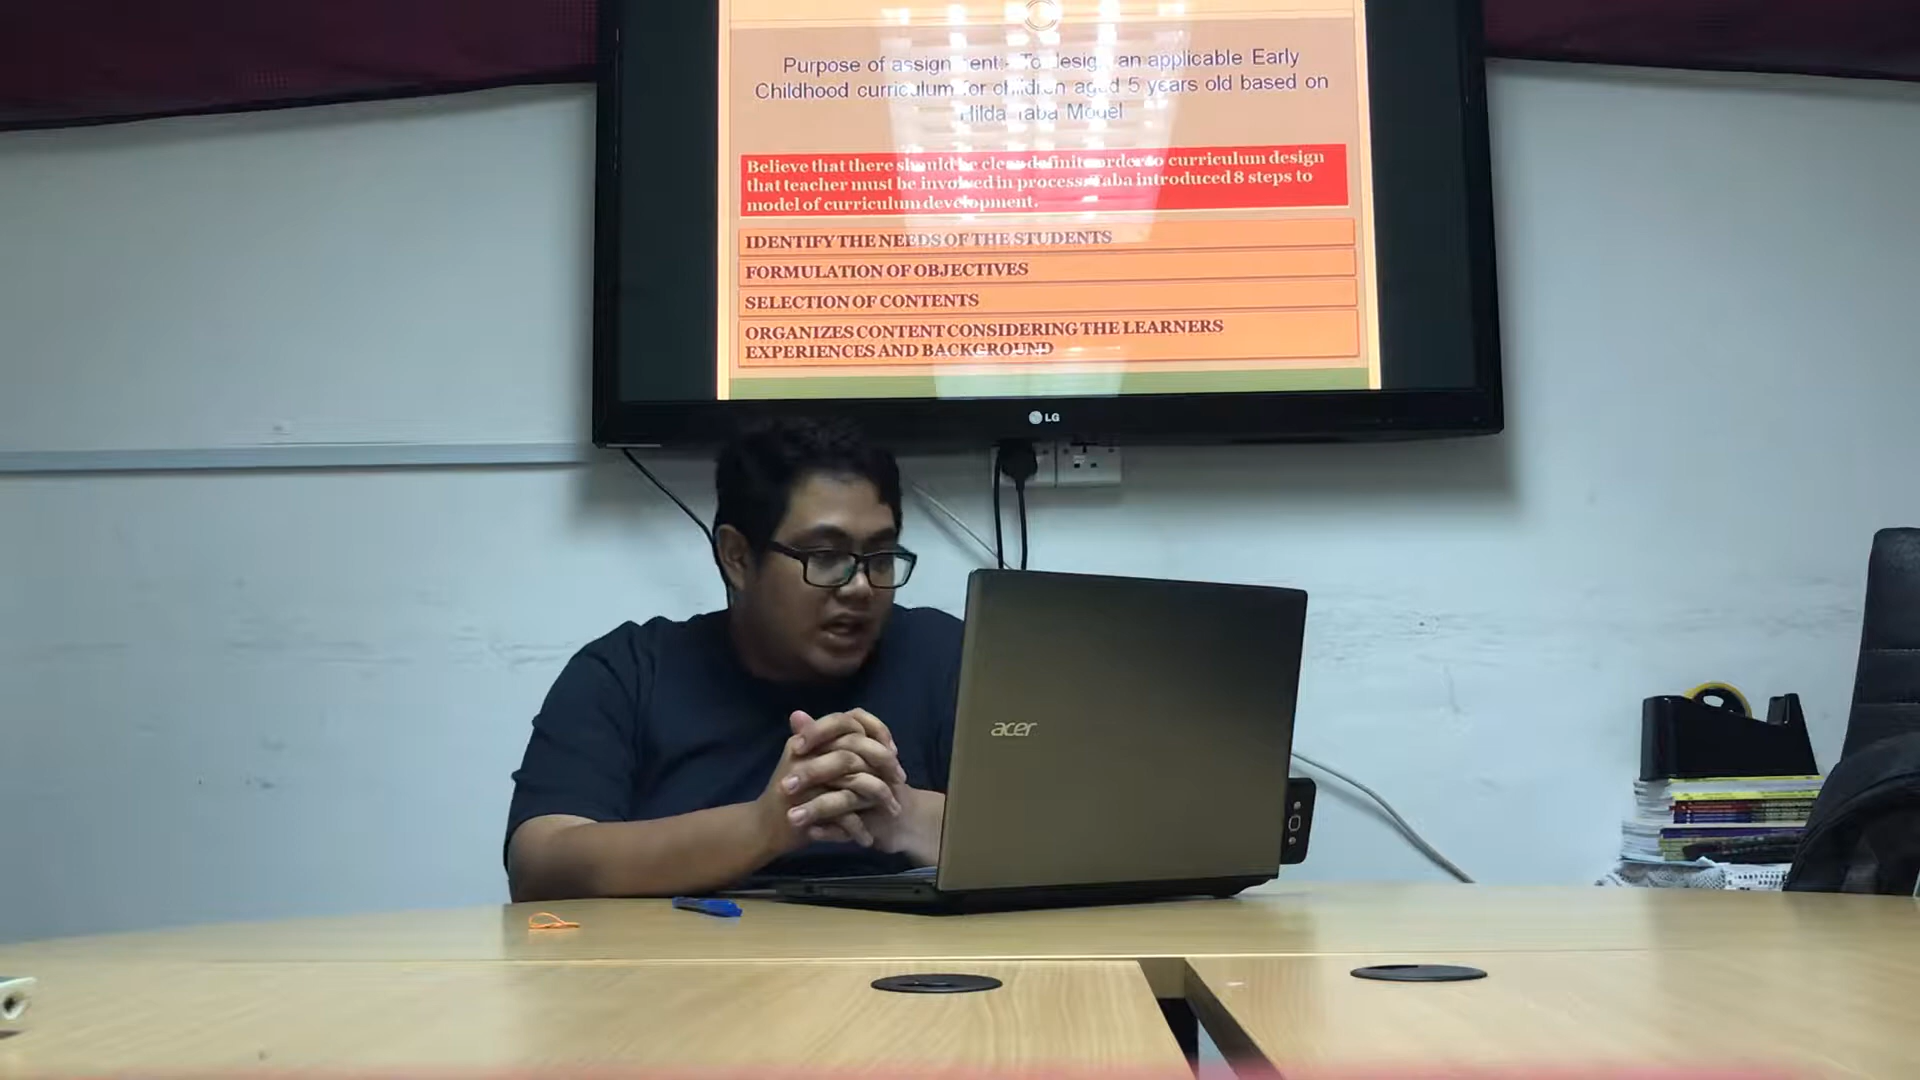 Purpose of assignment:- To design an applicable Early
Childhood curriculum for children aged 5 years old based on
Hilda Taba Model
Believe that there should be clear definite order to curriculum design
that teacher must be involved in process. Taba introduced 8 steps to
model of curriculum development.
IDENTIFY THE NEEDS OF THE STUDENTS
FORMULATION OF OBJECTIVES
SELECTION OF CONTENTS
ORGANIZES CONTENT CONSIDERING THE LEARNERS
EXPERIENCES AND BACKGROUND
LG
acer